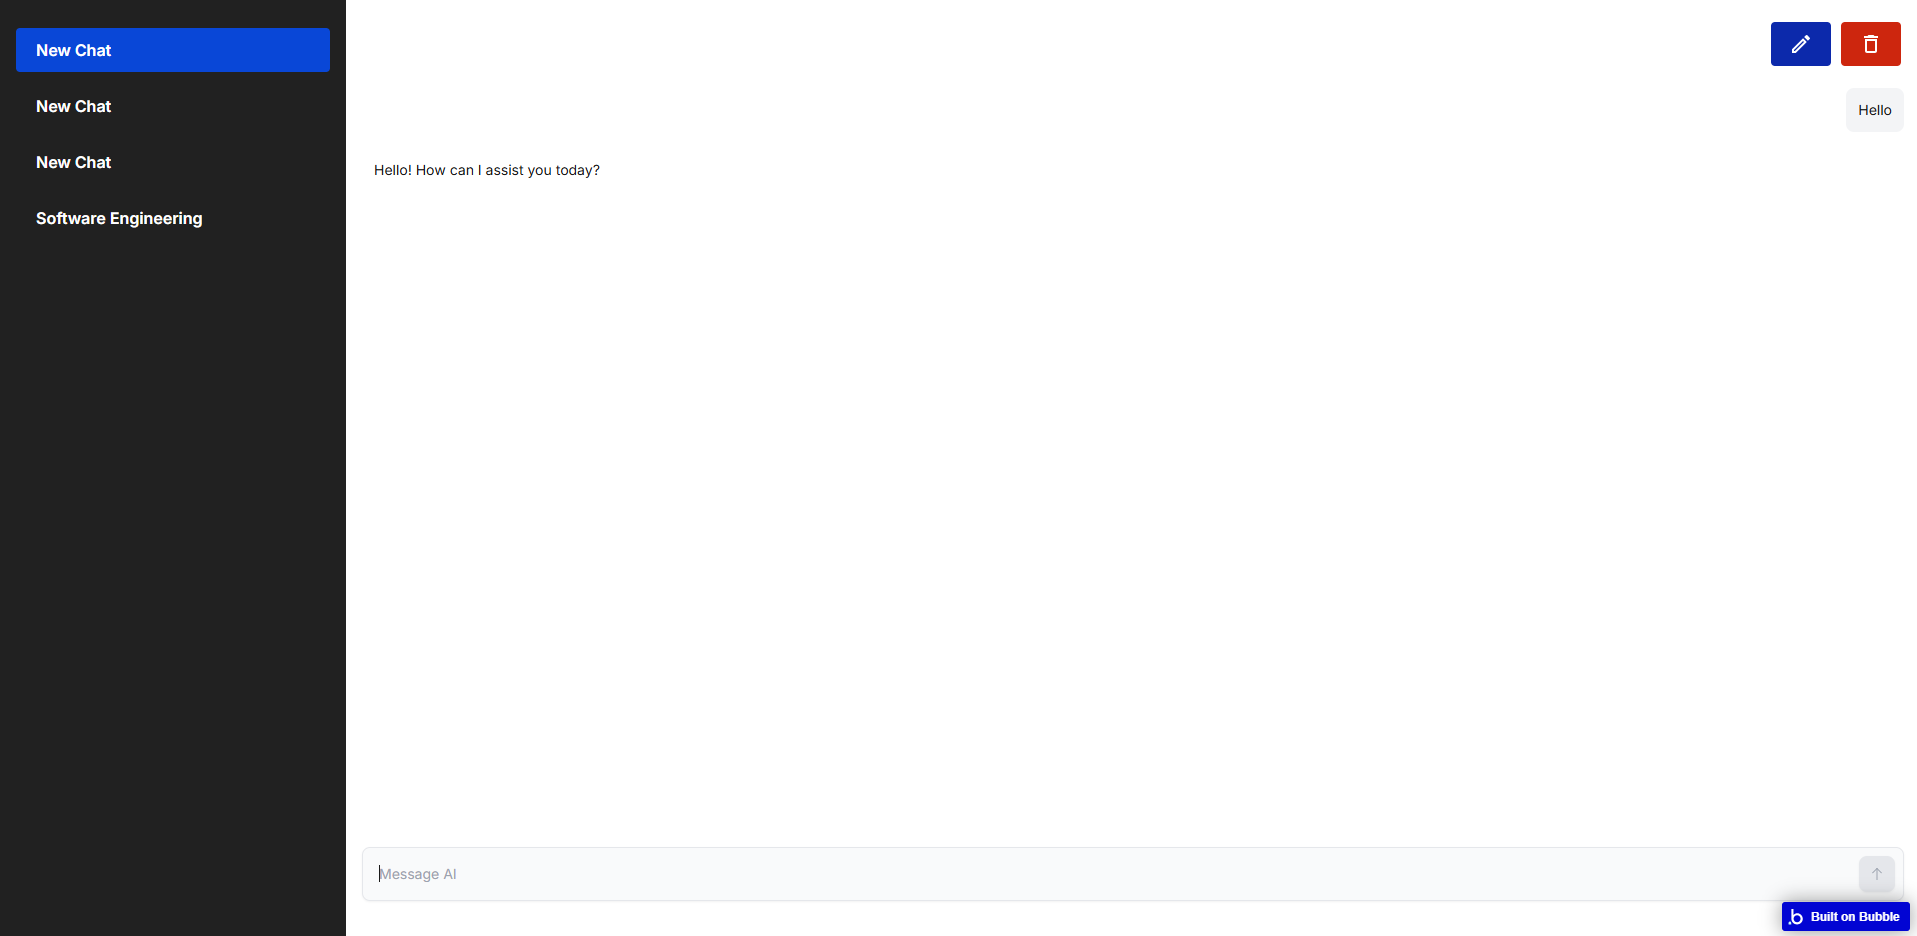 New Chat
New Chat
New Chat
Software Engineering
Hello
Hello! How can I assist you today?
Message AI
.b Built on Bubble